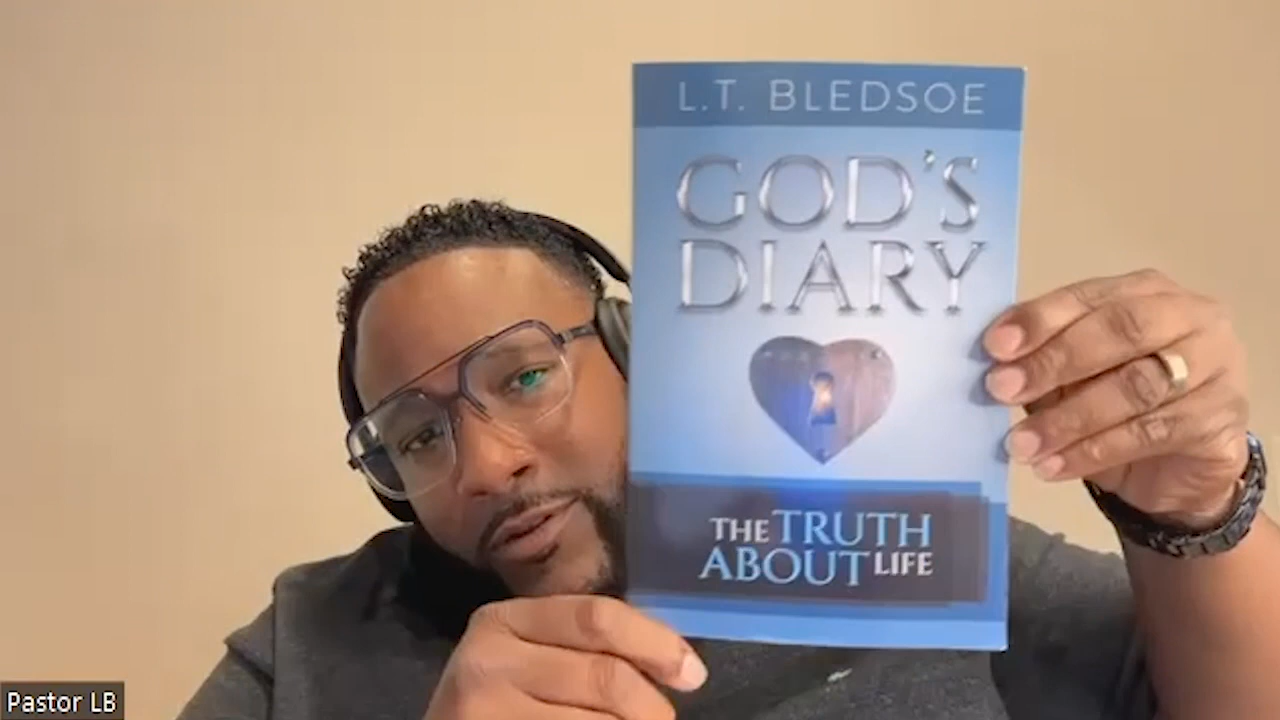 L.T. BLEDSOE
GOD'S
DIARY
THE TRUTH
ABOUT LIFE
Pastor LB